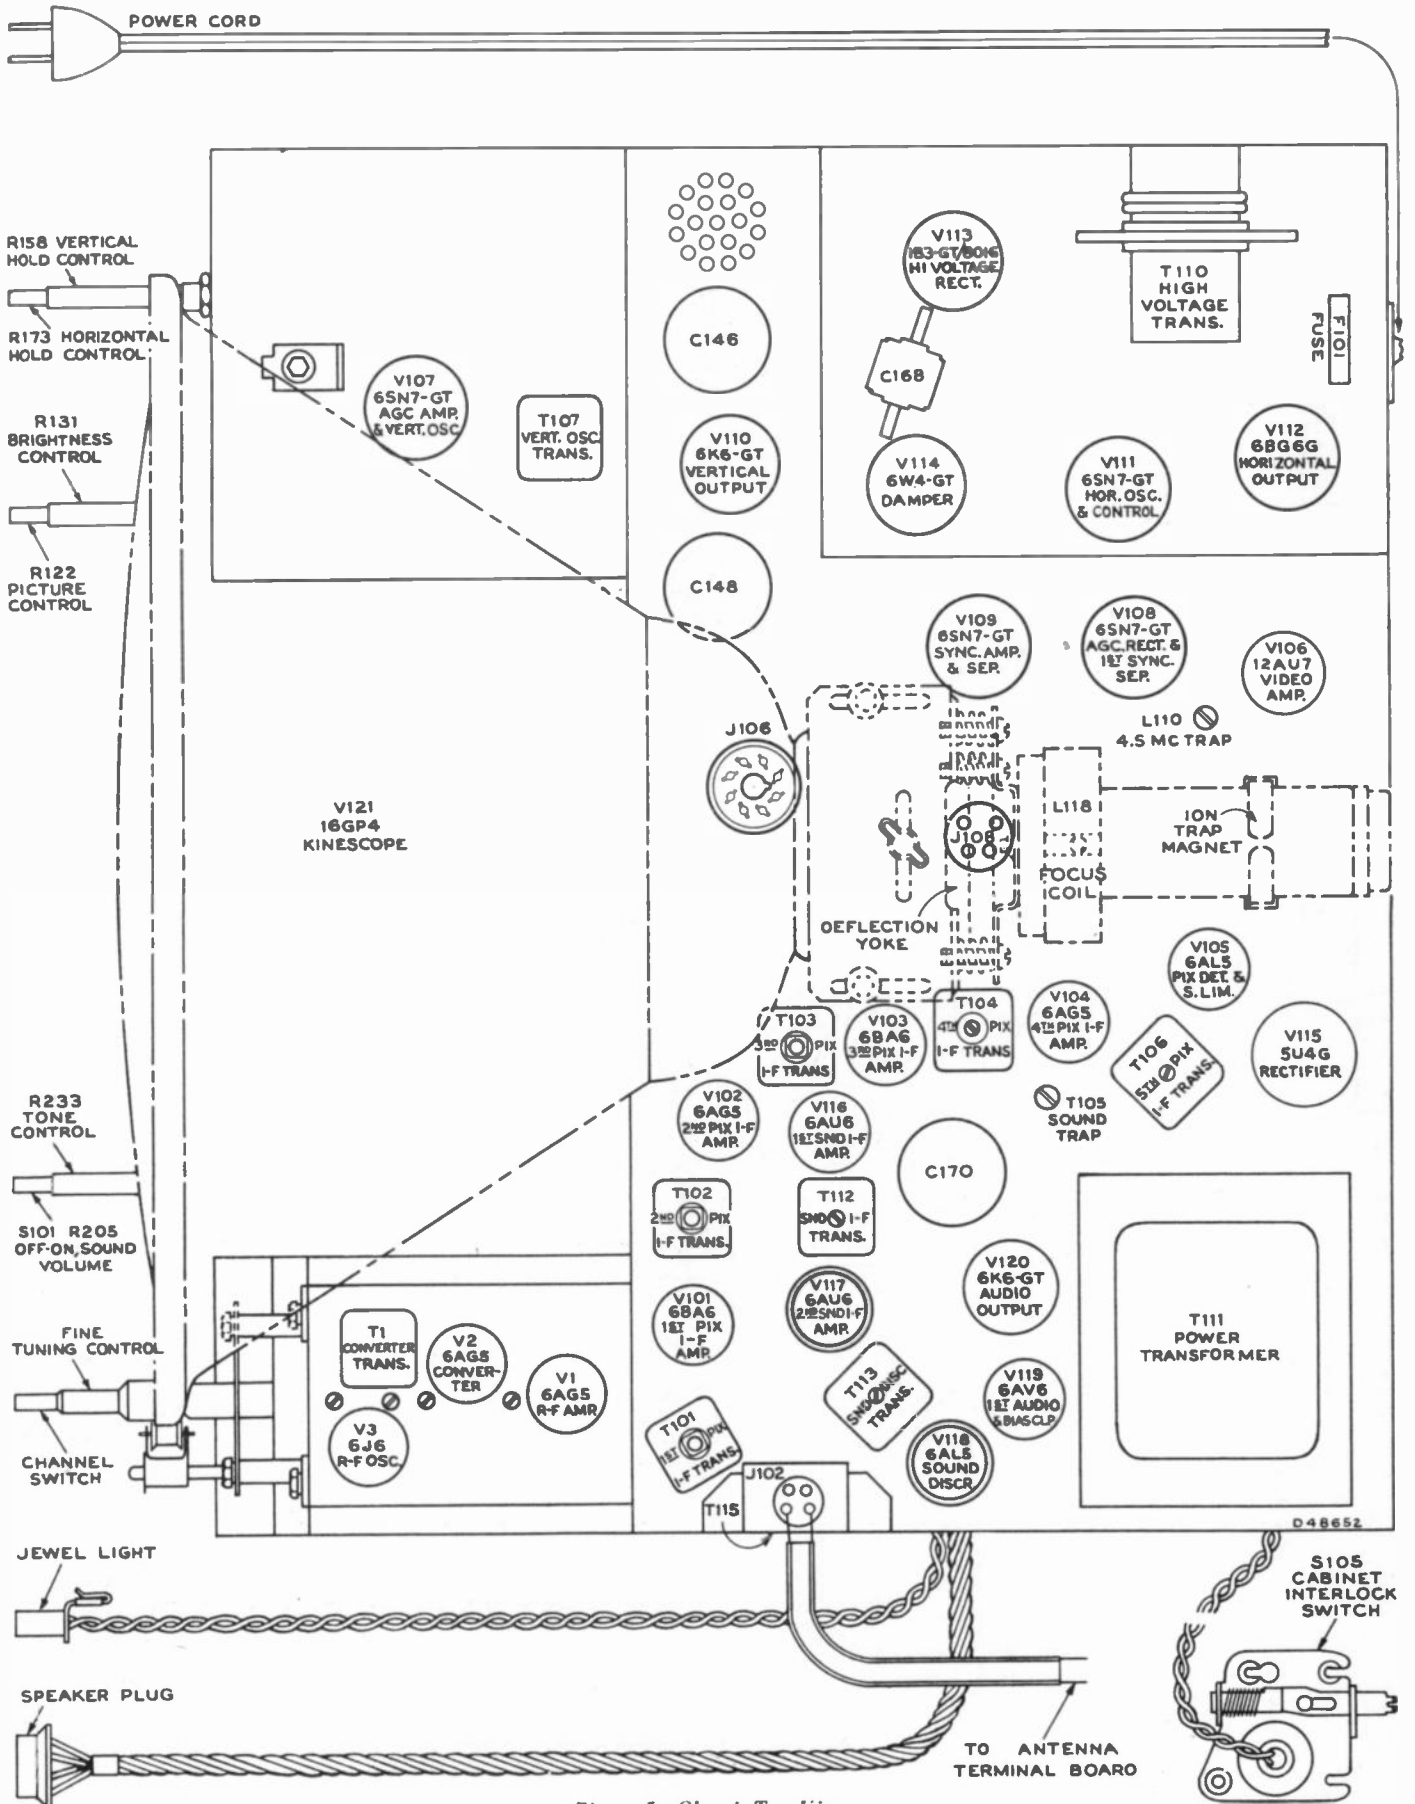 POWER CORD
R158 VERTICAL
HOLD CONTROL
R173 HORIZONTAL
HOLD CONTROL
R131
BRIGHTNESS
CONTROL
R122
PICTURE
CONTROL
V107
6SN7-GT
AGC AMP.
& VERT. OSC
T107
VERT. OSC.
TRANS.
C146
V110
6K6-GT
VERTICAL
OUTPUT
C148
V113
1B3-GT/8016
HI VOLTAGE
RECT.
C168
V114
6W4-GT
DAMPER
T110
HIGH
VOLTAGE
TRANS.
F101
FUSE
V111
6SN7-GT
HOR. OSC.
& CONTROL
V112
6BG6G
HORIZONTAL
OUTPUT
V109
6SN7-GT
SYNC. AMP.
& SEP.
V108
6SN7-GT
AGC. RECT. &
1ST SYNC.
SEP.
V106
12AU7
VIDEO
AMP.
L110
4.5 MC TRAP
J106
V121
16GP4
KINESCOPE
J108
L118
FOCUS
COIL
ION
TRAP
MAGNET
DEFLECTION
YOKE
V105
6AL5
PIX DET. &
S. LIM.
T103
3RD PIX
I-F TRANS
V103
6BA6
3RD PIX I-F
AMP.
T104
4TH PIX
I-F TRANS
V104
6AG5
4TH PIX I-F
AMP.
T106
5TH PIX
I-F TRANS.
V115
5U4G
RECTIFIER
T105
SOUND
TRAP
V102
6AG5
2ND PIX I-F
AMP.
V116
6AU6
1ST SND I-F
AMP.
C170
R233
TONE
CONTROL
S101 R205
OFF-ON, SOUND
VOLUME
T102
2ND PIX
I-F TRANS.
T112
SND I-F
TRANS.
V101
6BA6
1ST PIX
I-F
AMP.
V117
6AU6
2ND SND I-F
AMP.
V120
6K6-GT
AUDIO
OUTPUT
T111
POWER
TRANSFORMER
FINE
TUNING CONTROL
CHANNEL
SWITCH
T1
CONVERTER
TRANS.
V2
6AG5
CONVER-
TER
V1
6AG5
R-F AMP.
V3
6J6
R-F OSC.
T113
SND DISC
TRANS.
V119
6AV6
1ST AUDIO
& BIAS CLP.
T101
1ST PIX
I-F TRANS.
V118
6AL5
SOUND
DISCR.
J102
T115
D48652
JEWEL LIGHT
S105
CABINET
INTERLOCK
SWITCH
SPEAKER PLUG
TO ANTENNA
TERMINAL BOARD